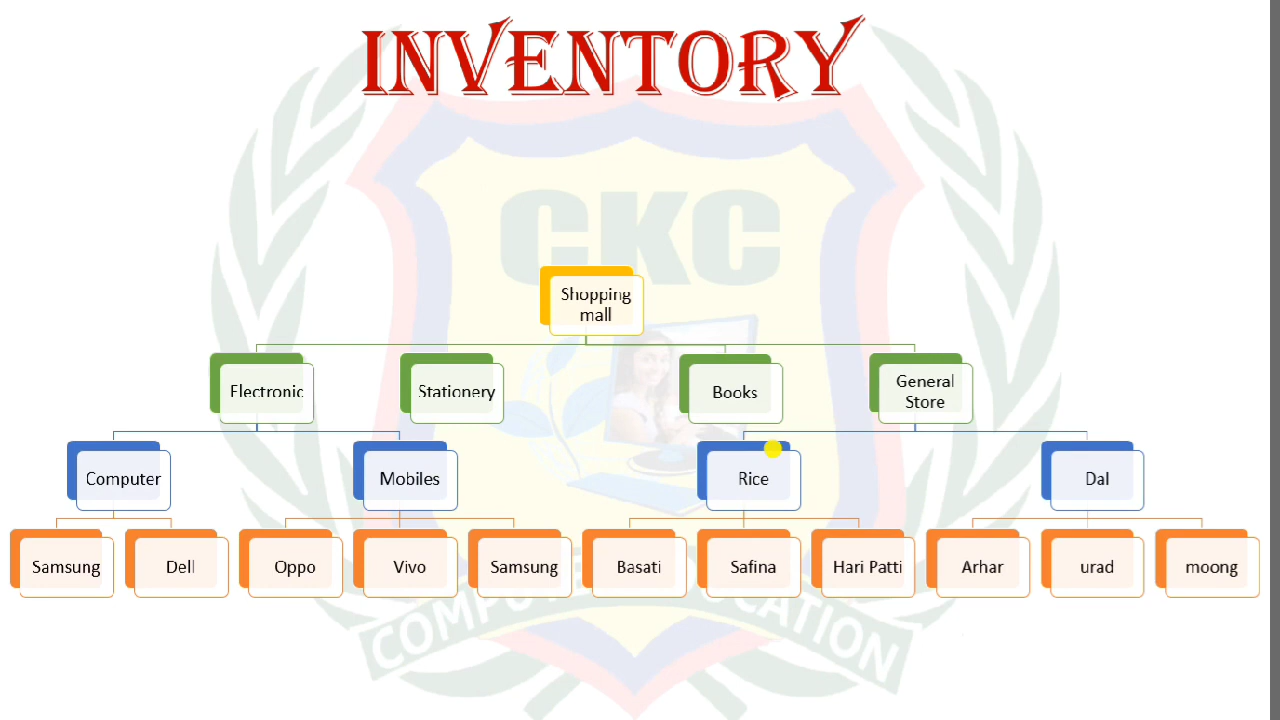 INVENTORY
CKC
Shopping
mall
Electronic
Stationery
Books
General
Store
Computer
Mobiles
Rice
Dal
Samsung
Dell
Oppo
Vivo
Samsung
Basati
Safina
Hari Patti
Arhar
urad
moong